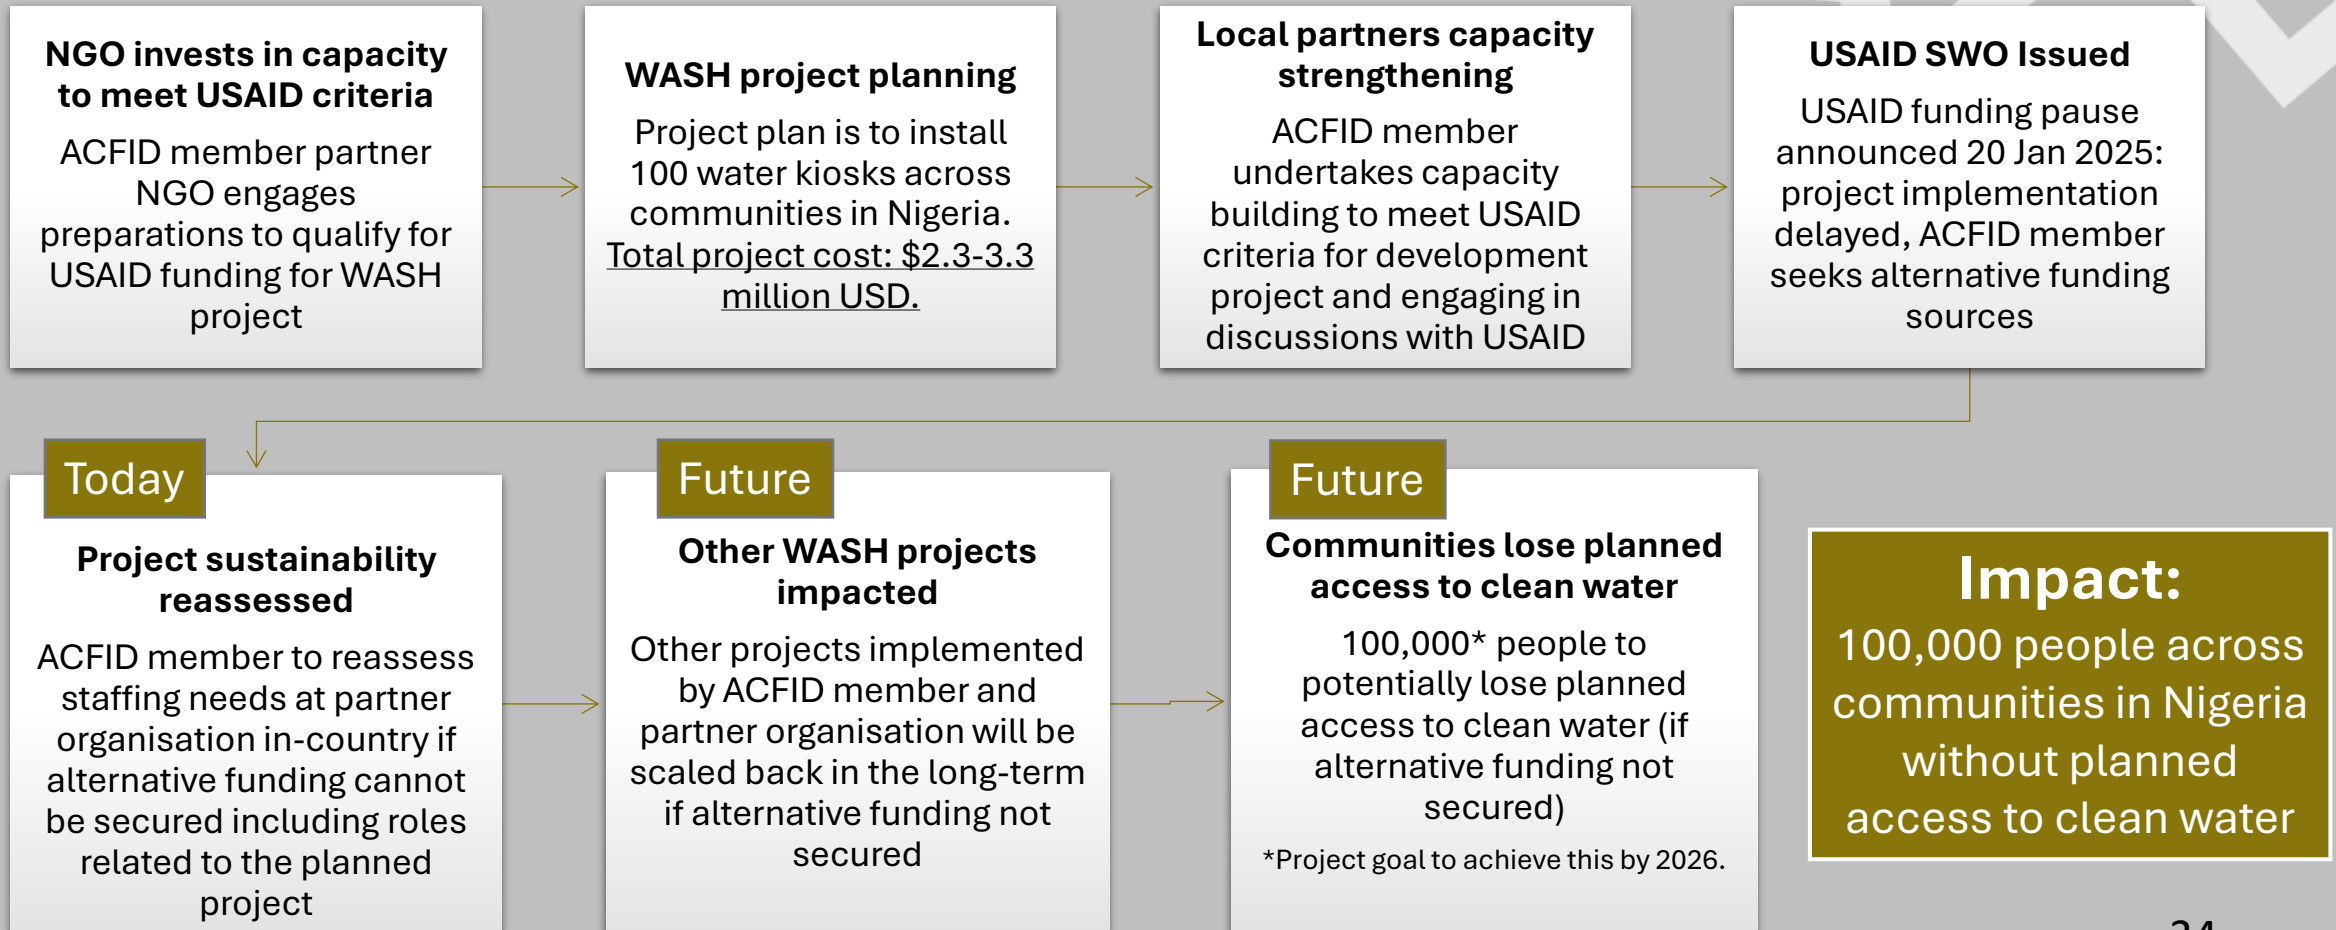 NGO invests in capacity
to meet USAID criteria
ACFID member partner
NGO engages
preparations to qualify for
USAID funding for WASH
project
WASH project planning
Project plan is to install
100 water kiosks across
communities in Nigeria.
Total project cost: $2.3-3.3
million USD.
Local partners capacity
strengthening
ACFID member
undertakes capacity
building to meet USAID
criteria for development
project and engaging in
discussions with USAID
USAID SWO Issued
USAID funding pause
announced 20 Jan 2025:
project implementation
delayed, ACFID member
seeks alternative funding
sources
Today
Project sustainability
reassessed
ACFID member to reassess
staffing needs at partner
organisation in-country if
alternative funding cannot
be secured including roles
related to the planned
project
Future
Other WASH projects
impacted
Other projects implemented
by ACFID member and
partner organisation will be
scaled back in the long-term
if alternative funding not
secured
Future
Communities lose planned
access to clean water
100,000* people to
potentially lose planned
access to clean water (if
alternative funding not
secured)
*Project goal to achieve this by 2026.
Impact:
100,000 people across
communities in Nigeria
without planned
access to clean water